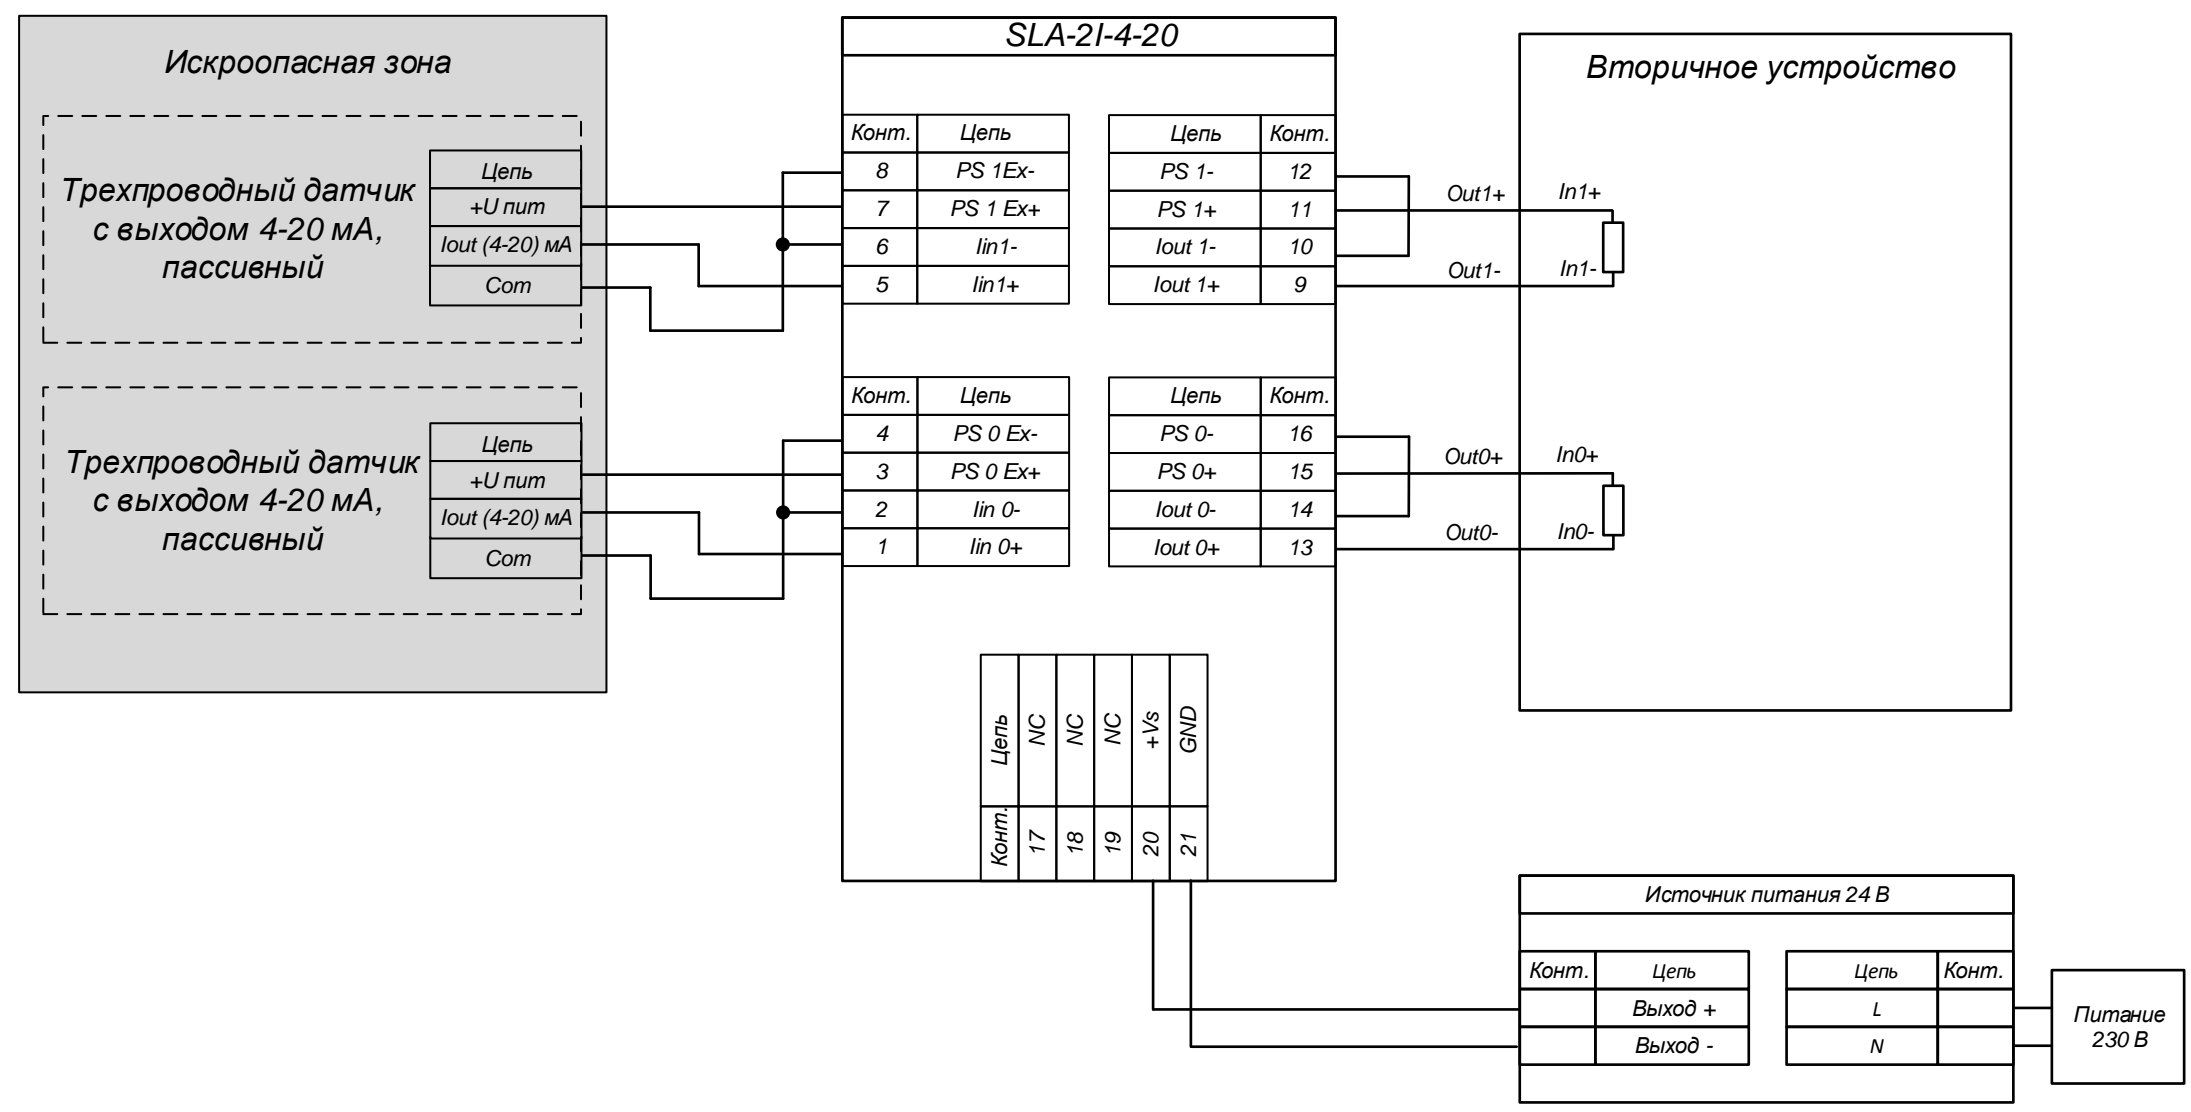 Искроопасная зона
Трехпроводный датчик
с выходом 4-20 мА,
пассивный
Цепь
+U пит
Iout (4-20) мА
Com
Трехпроводный датчик
с выходом 4-20 мА,
пассивный
Цепь
+U пит
Iout (4-20) мА
Com
SLA-2I-4-20
Конт. Цепь
8 PS 1Ex-
7 PS 1 Ex+
6 Iin1-
5 Iin1+
Цепь Конт.
PS 1- 12
PS 1+ 11
Iout 1- 10
Iout 1+ 9
Конт. Цепь
4 PS 0 Ex-
3 PS 0 Ex+
2 Iin 0-
1 Iin 0+
Цепь Конт.
PS 0- 16
PS 0+ 15
Iout 0- 14
Iout 0+ 13
Цепь NC NC NC +Vs GND
Конт. 17 18 19 20 21
Вторичное устройство
Out1+ In1+
Out1- In1-
Out0+ In0+
Out0- In0-
Источник питания 24 В
Конт. Цепь
Выход +
Выход -
Цепь Конт.
L
N
Питание
230 В